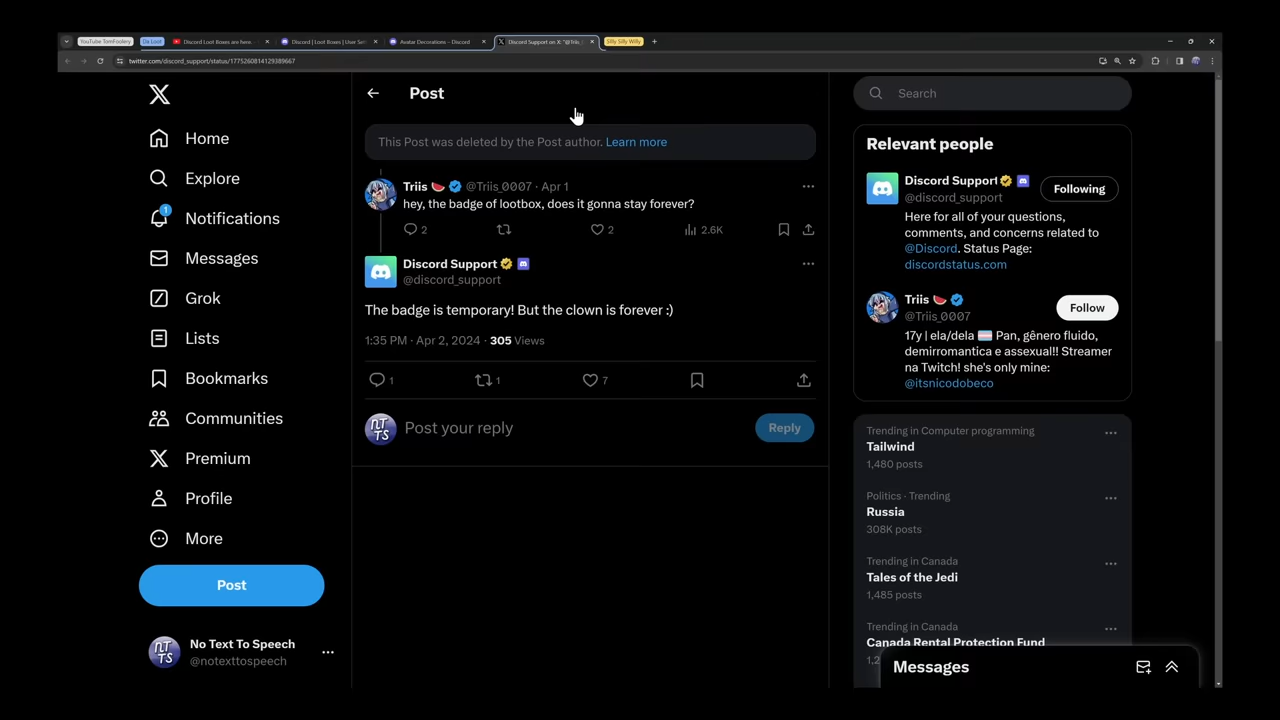 YouTube TomFoolery
Dis Loot
Discord Loot Boxes are here.
Discord | Loot Boxes | User Set
Avatar Decorations – Discord
Discord Support on X: "@Triis_
Silly Silly Willy
twitter.com/discord_support/status/1775260814129389667
Home
Explore
1
Notifications
Messages
Grok
Lists
Bookmarks
Communities
Premium
Profile
More
Post
No Text To Speech
@notexttospeech
Post
This Post was deleted by the Post author. Learn more
Triis 🍉 @Triis_0007 · Apr 1
hey, the badge of lootbox, does it gonna stay forever?
2 2 2.6K
Discord Support
@discord_support
The badge is temporary! But the clown is forever :)
1:35 PM · Apr 2, 2024 · 305 Views
1 1 7
NTTS
Post your reply
Reply
Search
Relevant people
Discord Support
@discord_support
Following
Here for all of your questions,
comments, and concerns related to
@Discord. Status Page:
discordstatus.com
Triis 🍉
@Triis_0007
Follow
17y | ela/dela 🏳️‍⚧️ Pan, gênero fluido,
demirromantica e assexual!! Streamer
na Twitch! she's only mine:
@itsnicodobeco
Trending in Computer programming
Tailwind
1,480 posts
Politics · Trending
Russia
308K posts
Trending in Canada
Tales of the Jedi
1,485 posts
Trending in Canada
Canada Rental Protection Fund
Messages